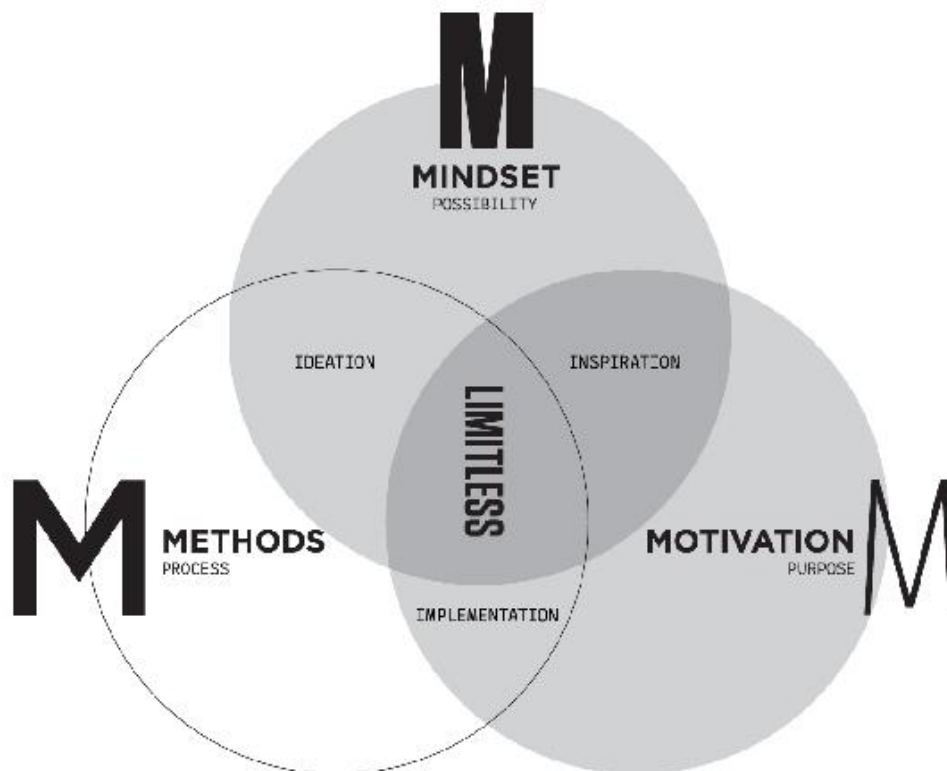 M
MINDSET
POSSIBILITY
IDEATION
INSPIRATION
LIMITLESS
M
METHODS
PROCESS
MOTIVATION
PURPOSE
M
IMPLEMENTATION